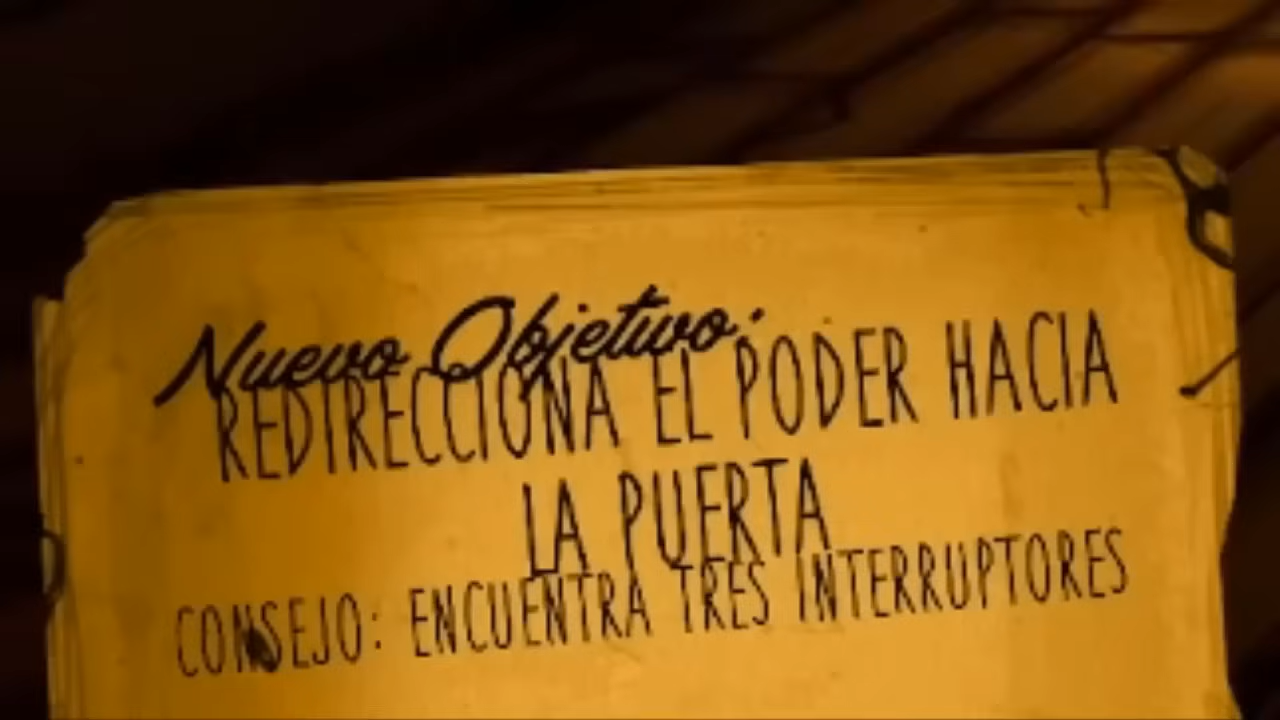 Nuevo Objetivo:
REDIRECCIONA EL PODER HACIA
LA PUERTA
CONSEJO: ENCUENTRA TRES INTERRUPTORES